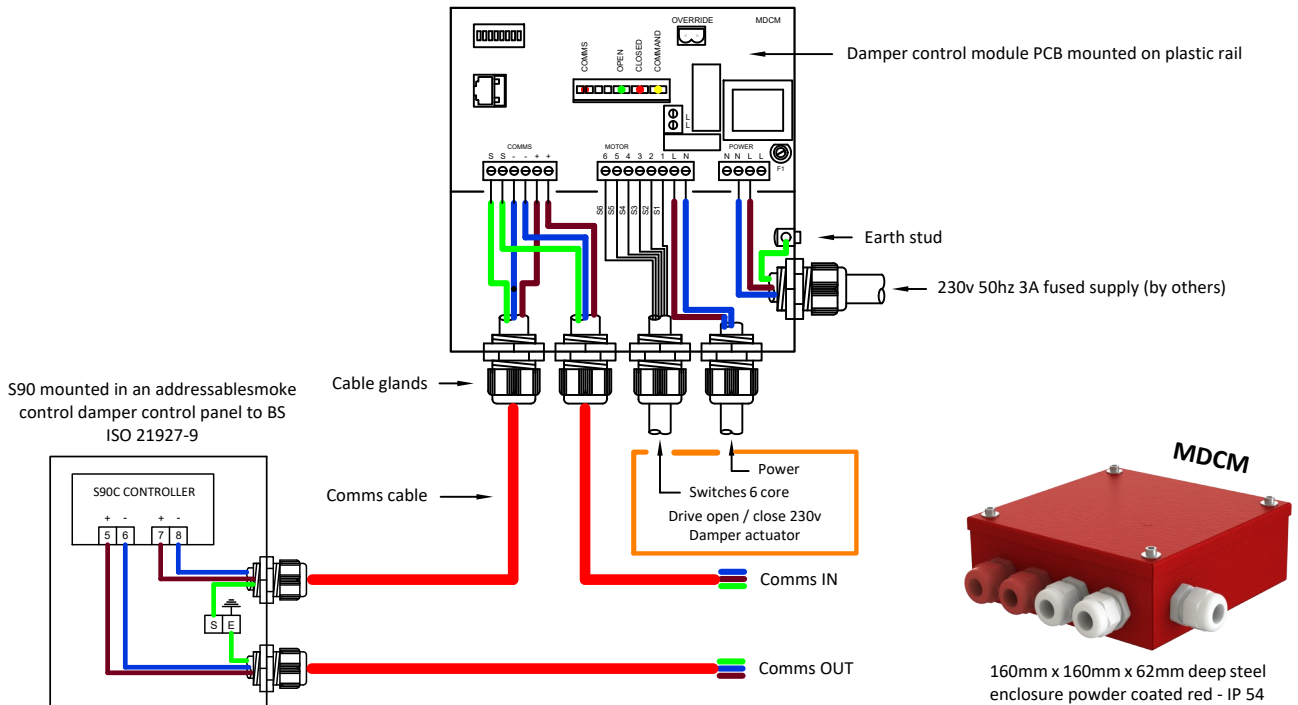 OVERRIDE
MDCM
COMMS
OPEN
CLOSED
COMMAND
Damper control module PCB mounted on plastic rail
L
L
COMMS
MOTOR
POWER
S S - - + +
6 5 4 3 2 1 L N
N N L L
F1
S6 S5 S4 S3 S2 S1
Earth stud
230v 50hz 3A fused supply (by others)
Cable glands
S90 mounted in an addressablesmoke
control damper control panel to BS
ISO 21927-9
S90C CONTROLLER
+ - + -
5 6 7 8
S E
Comms cable
Power
Switches 6 core
Drive open / close 230v
Damper actuator
Comms IN
Comms OUT
MDCM
160mm x 160mm x 62mm deep steel
enclosure powder coated red - IP 54